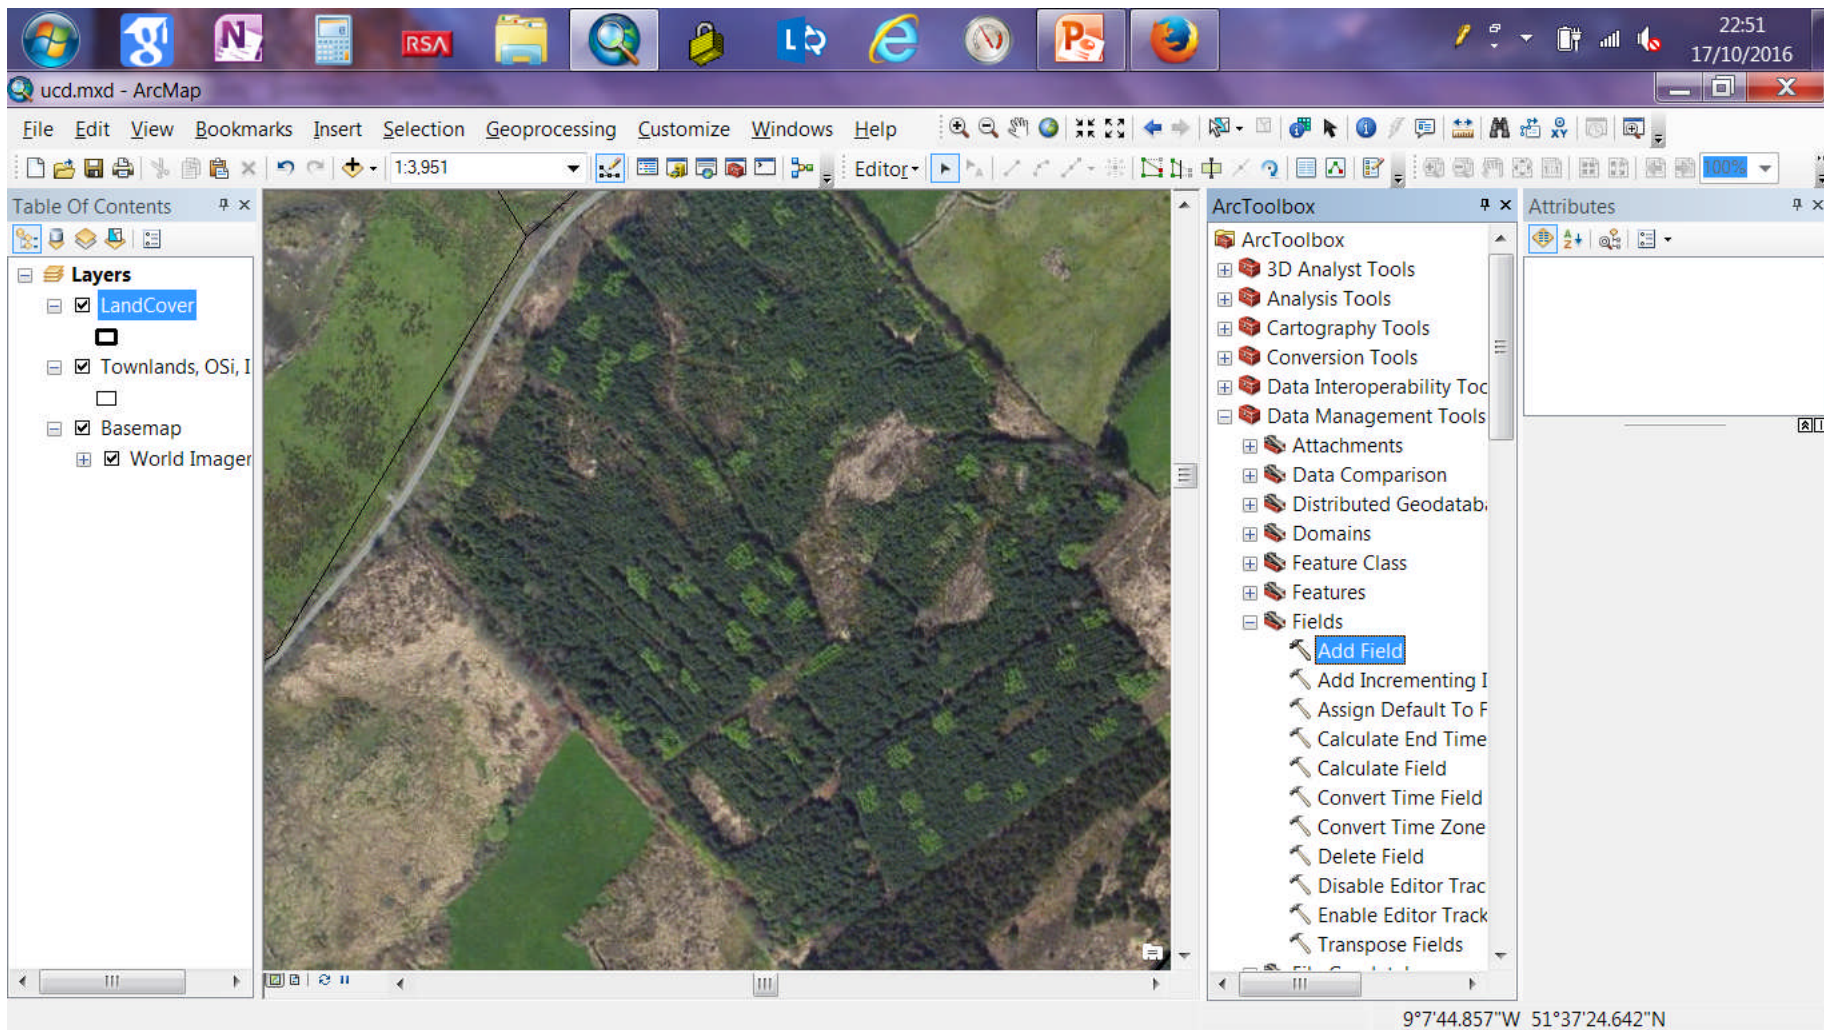 RSA
L
22:51
17/10/2016
ucd.mxd - ArcMap
File Edit View Bookmarks Insert Selection Geoprocessing Customize Windows Help
1:3,951
Editor
100%
Table Of Contents
Layers
LandCover
Townlands, OSi, I
Basemap
World Imager
ArcToolbox
ArcToolbox
3D Analyst Tools
Analysis Tools
Cartography Tools
Conversion Tools
Data Interoperability Too
Data Management Tools
Attachments
Data Comparison
Distributed Geodatab
Domains
Feature Class
Features
Fields
Add Field
Add Incrementing I
Assign Default To F
Calculate End Time
Calculate Field
Convert Time Field
Convert Time Zone
Delete Field
Disable Editor Trac
Enable Editor Track
Transpose Fields
Attributes
9°7'44.857"W 51°37'24.642"N